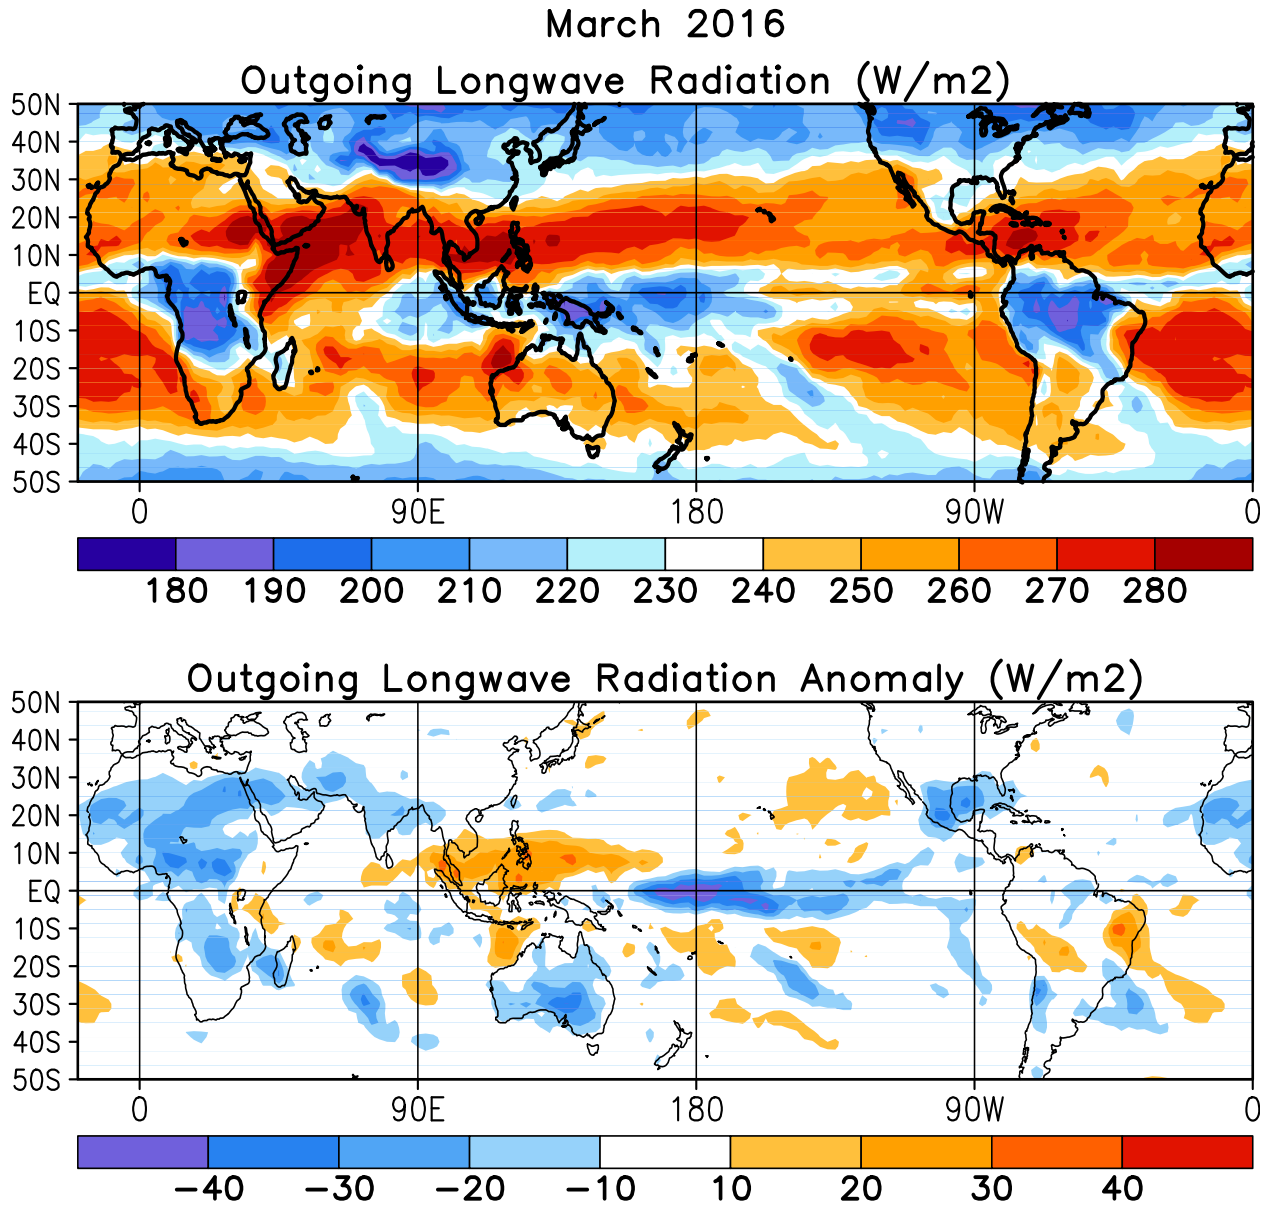 March 2016
Outgoing Longwave Radiation (W/m2)
50N
40N
30N
20N
10N
EQ
10S
20S
30S
40S
50S
0 90E 180 90W 0
180 190 200 210 220 230 240 250 260 270 280
Outgoing Longwave Radiation Anomaly (W/m2)
50N
40N
30N
20N
10N
EQ
10S
20S
30S
40S
50S
0 90E 180 90W 0
−40 −30 −20 −10 10 20 30 40